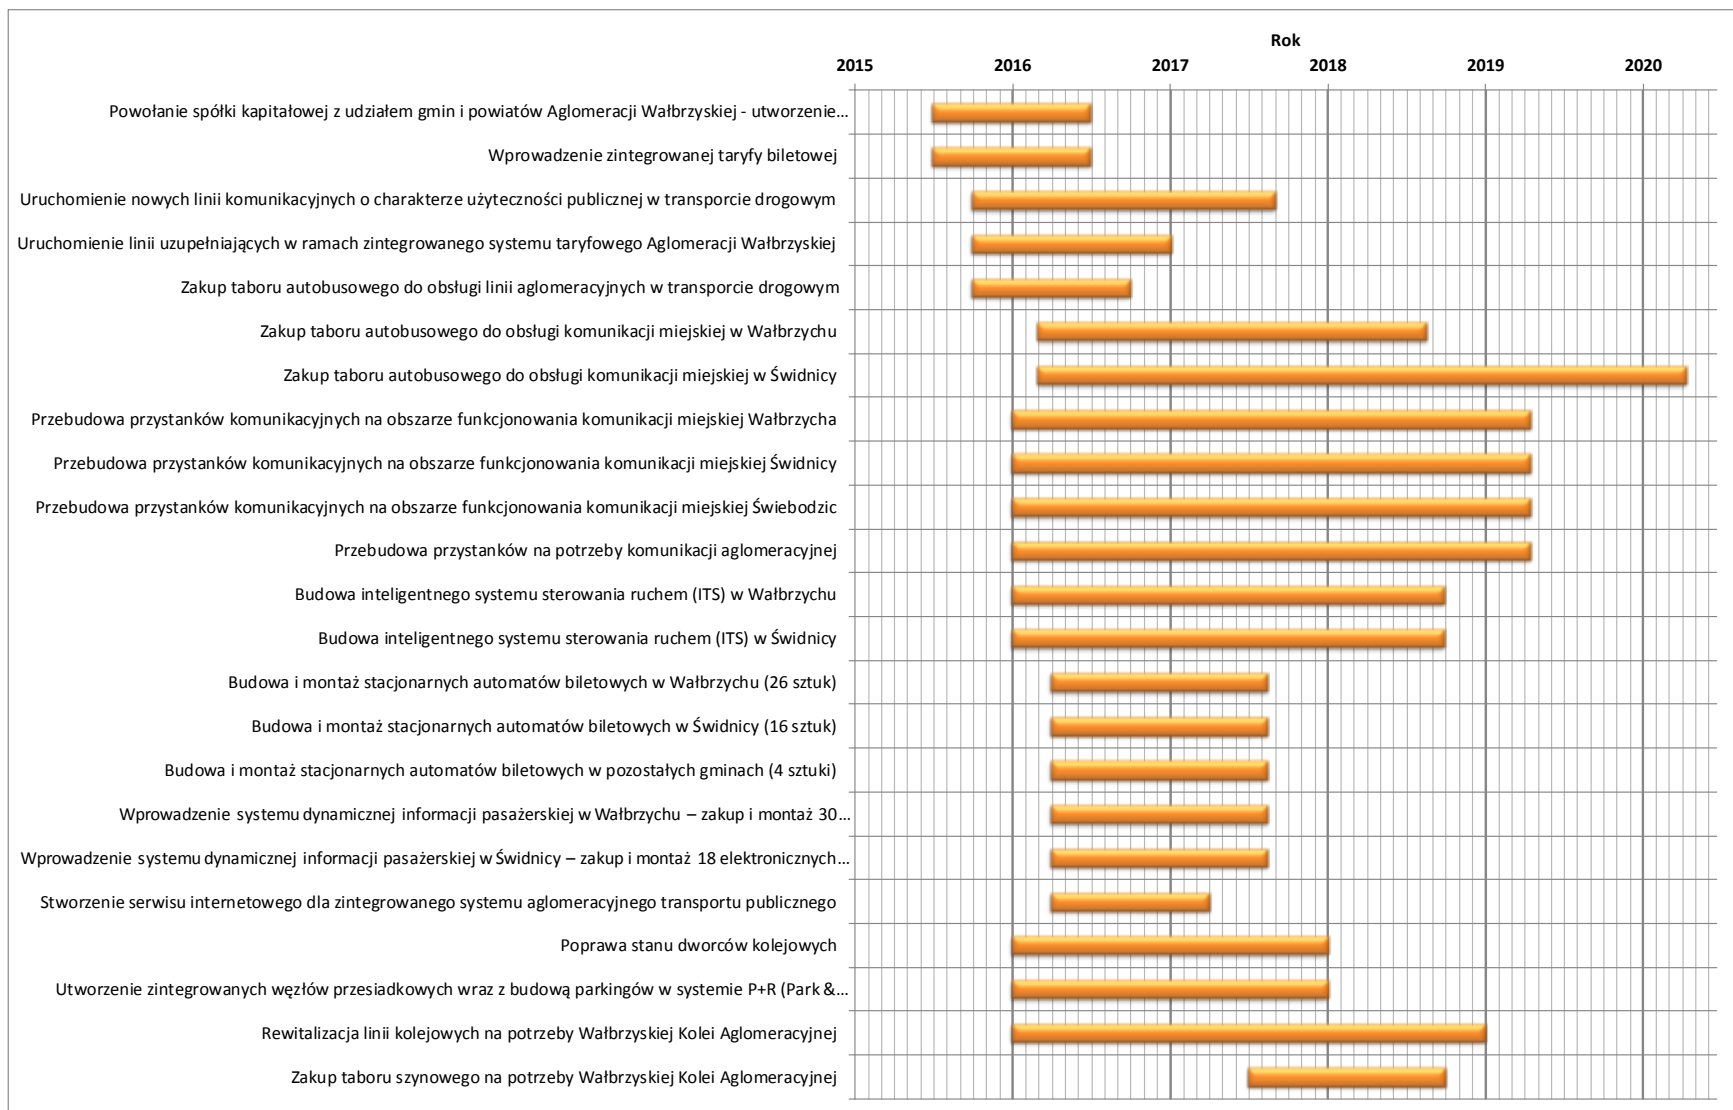 Rok
2015 2016 2017 2018 2019 2020
Powołanie spółki kapitałowej z udziałem gmin i powiatów Aglomeracji Wałbrzyskiej - utworzenie...
Wprowadzenie zintegrowanej taryfy biletowej
Uruchomienie nowych linii komunikacyjnych o charakterze użyteczności publicznej w transporcie drogowym
Uruchomienie linii uzupełniających w ramach zintegrowanego systemu taryfowego Aglomeracji Wałbrzyskiej
Zakup taboru autobusowego do obsługi linii aglomeracyjnych w transporcie drogowym
Zakup taboru autobusowego do obsługi komunikacji miejskiej w Wałbrzychu
Zakup taboru autobusowego do obsługi komunikacji miejskiej w Świdnicy
Przebudowa przystanków komunikacyjnych na obszarze funkcjonowania komunikacji miejskiej Wałbrzycha
Przebudowa przystanków komunikacyjnych na obszarze funkcjonowania komunikacji miejskiej Świdnicy
Przebudowa przystanków komunikacyjnych na obszarze funkcjonowania komunikacji miejskiej Świebodzic
Przebudowa przystanków na potrzeby komunikacji aglomeracyjnej
Budowa inteligentnego systemu sterowania ruchem (ITS) w Wałbrzychu
Budowa inteligentnego systemu sterowania ruchem (ITS) w Świdnicy
Budowa i montaż stacjonarnych automatów biletowych w Wałbrzychu (26 sztuk)
Budowa i montaż stacjonarnych automatów biletowych w Świdnicy (16 sztuk)
Budowa i montaż stacjonarnych automatów biletowych w pozostałych gminach (4 sztuki)
Wprowadzenie systemu dynamicznej informacji pasażerskiej w Wałbrzychu – zakup i montaż 30...
Wprowadzenie systemu dynamicznej informacji pasażerskiej w Świdnicy – zakup i montaż 18 elektronicznych...
Stworzenie serwisu internetowego dla zintegrowanego systemu aglomeracyjnego transportu publicznego
Poprawa stanu dworców kolejowych
Utworzenie zintegrowanych węzłów przesiadkowych wraz z budową parkingów w systemie P+R (Park &...
Rewitalizacja linii kolejowych na potrzeby Wałbrzyskiej Kolei Aglomeracyjnej
Zakup taboru szynowego na potrzeby Wałbrzyskiej Kolei Aglomeracyjnej